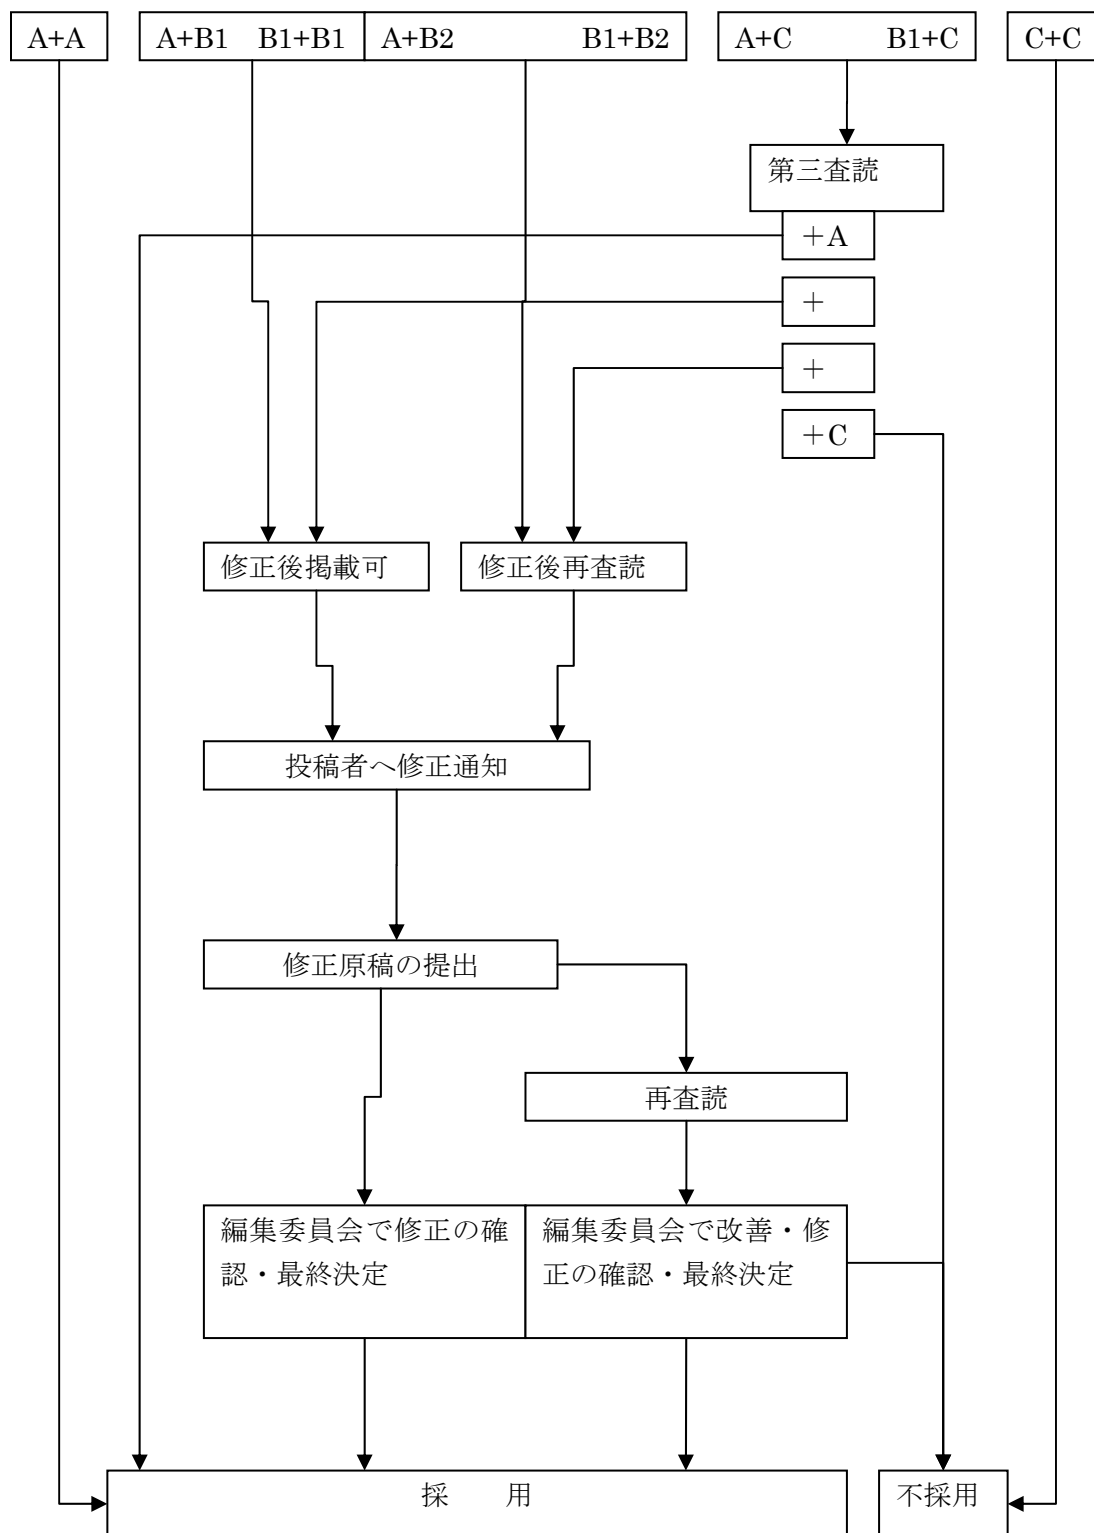 A+A
A+B1 B1+B1
A+B2 B1+B2
A+C B1+C
C+C
第三査読
＋A
＋
＋
＋C
修正後掲載可
修正後再査読
投稿者へ修正通知
修正原稿の提出
再査読
編集委員会で修正の確
認・最終決定
編集委員会で改善・修
正の確認・最終決定
採　　用
不採用